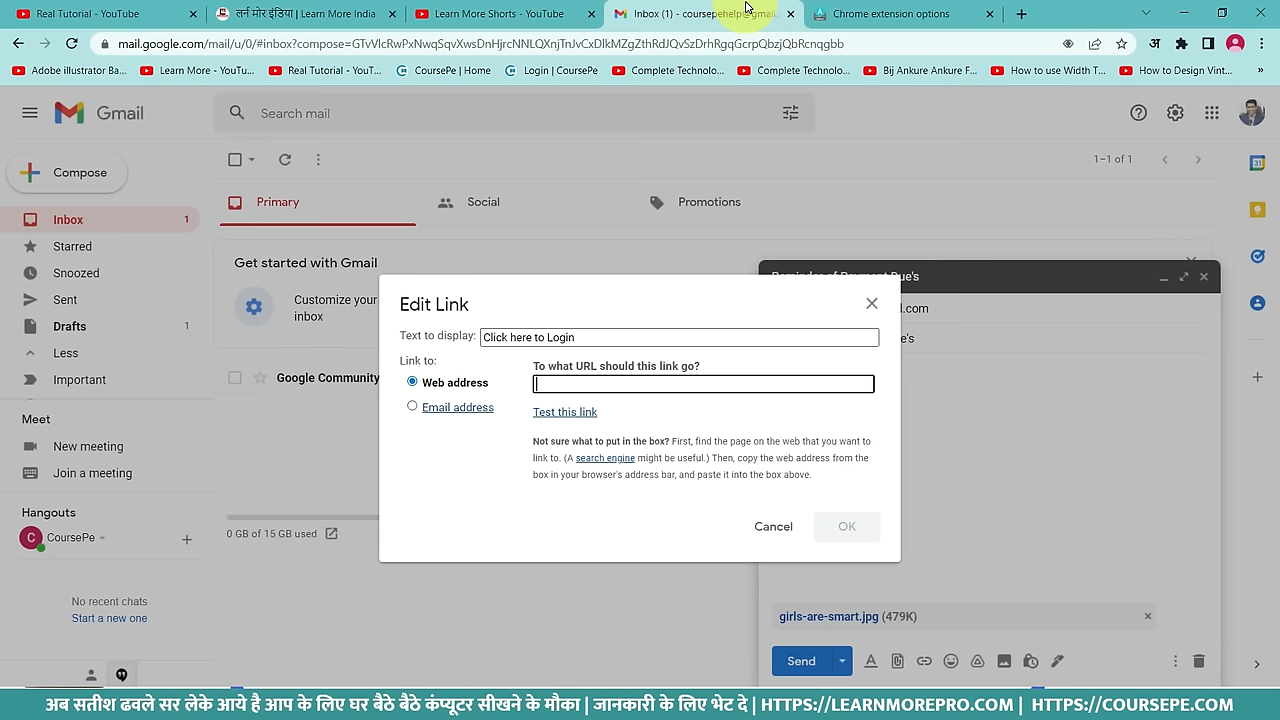 Real Tutorial - YouTube
तर्न मोर इंडिया | Learn More India
Learn More Shorts - YouTube
Inbox (1) - coursepehelp@gmail.
Chrome extension options
mail.google.com/mail/u/0/#inbox?compose=GTvVlcRwPxNwqSqvXwsDnHjrcNNLQXnjTnJvCxDlkMZgZthRdJQvSzDrhRgqGcrpQbzjQbRcnqgbb
अ
Adobe illustrator Ba...
Learn More - YouTu...
Real Tutorial - YouT...
CoursePe | Home
Login | CoursePe
Complete Technolo...
Complete Technolo...
Bij Ankure Ankure F...
How to use Width T...
How to Design Vint...
»
Gmail
Search mail
Compose
1–1 of 1
31
Inbox 1
Primary
Social
Promotions
Starred
Snoozed
Sent
Drafts 1
Less
Important
Get started with Gmail
Customize your
inbox
Google Community
Meet
New meeting
Join a meeting
Hangouts
C CoursePe
0 GB of 15 GB used
No recent chats
Start a new one
Reminder of Payment Due's
l.com
e's
Edit Link
Text to display: Click here to Login
Link to:
To what URL should this link go?
Web address
Email address
Test this link
Not sure what to put in the box? First, find the page on the web that you want
to link to. (A search engine might be useful.) Then, copy the web address from the
box in your browser's address bar, and paste it into the box above.
Cancel
OK
girls-are-smart.jpg (479K)
Send
अब सतीश ढवले सर लेके आये है आप के लिए घर बैठे बैठे कंप्यूटर सीखने के मौका | जानकारी के लिए भेट दे | HTTPS://LEARNMOREPRO.COM | HTTPS://COURSEPE.COM